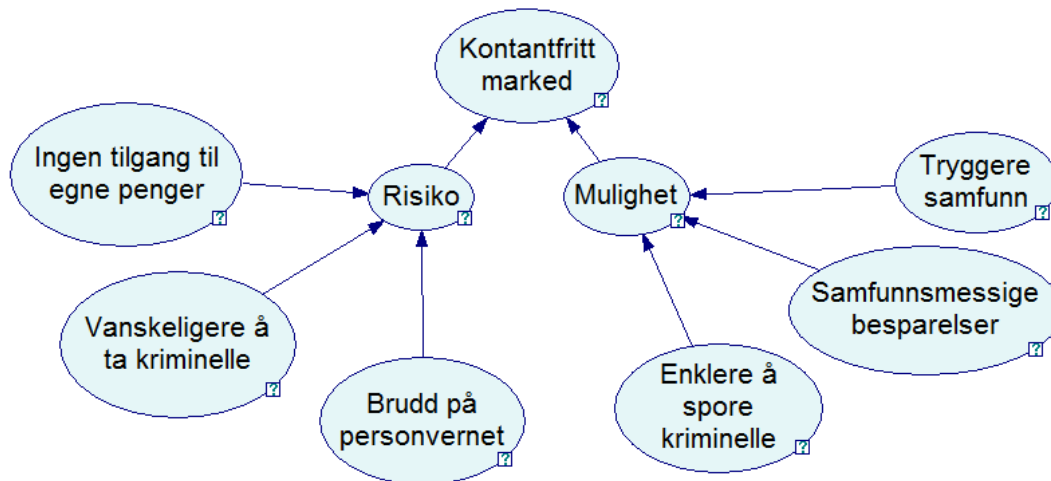 Kontantfritt
marked
?
Ingen tilgang til
egne penger
?
Risiko
?
Mulighet
?
Tryggere
samfunn
?
Vanskeligere å
ta kriminelle
?
Samfunnsmessige
besparelser
?
Brudd på
personvernet
?
Enklere å
spore
kriminelle
?